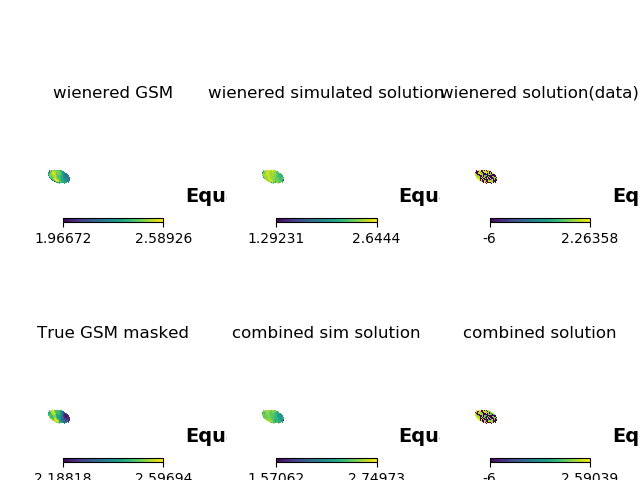 wienered GSM
wienered simulated solution
wienered solution(data)
Equ
Equ
Eq
1.96672 2.58926
1.29231 2.6444
-6 2.26358
True GSM masked
combined sim solution
combined solution
Equ
Equ
Eq
2.18818 2.59694
1.57062 2.74973
-6 2.59039